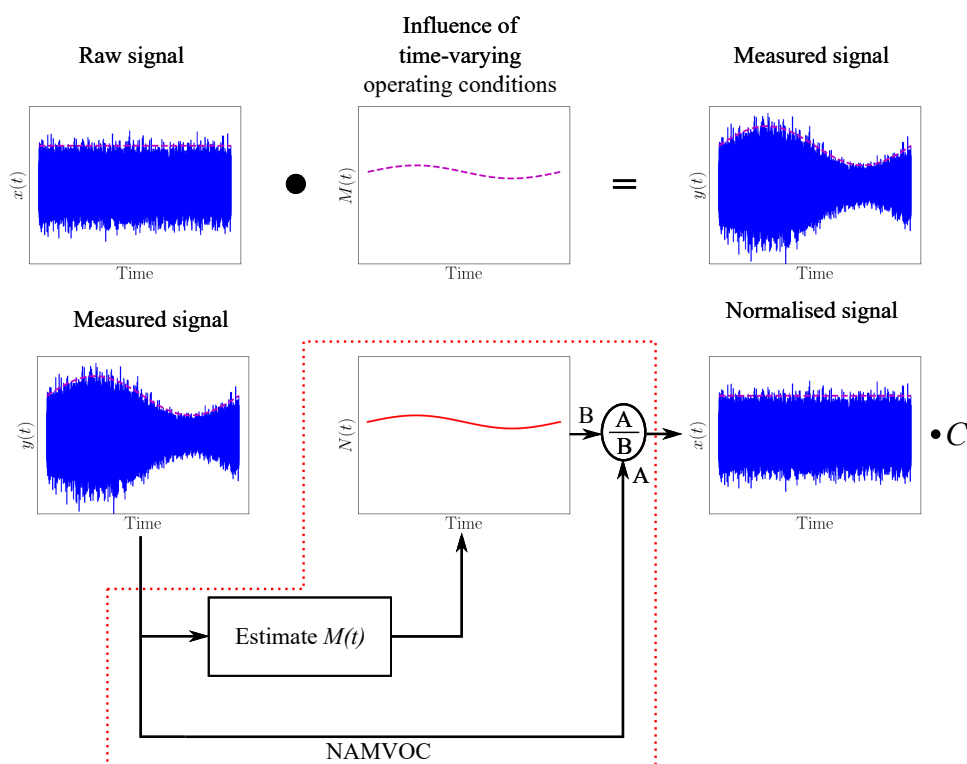 Influence of
time-varying
operating conditions
Raw signal
Measured signal
x(t)
Time
•
M(t)
Time
=
y(t)
Time
Measured signal
Normalised signal
y(t)
Time
N(t)
Time
B
A
B
A
x(t)
Time
• C
Estimate M(t)
NAMVOC